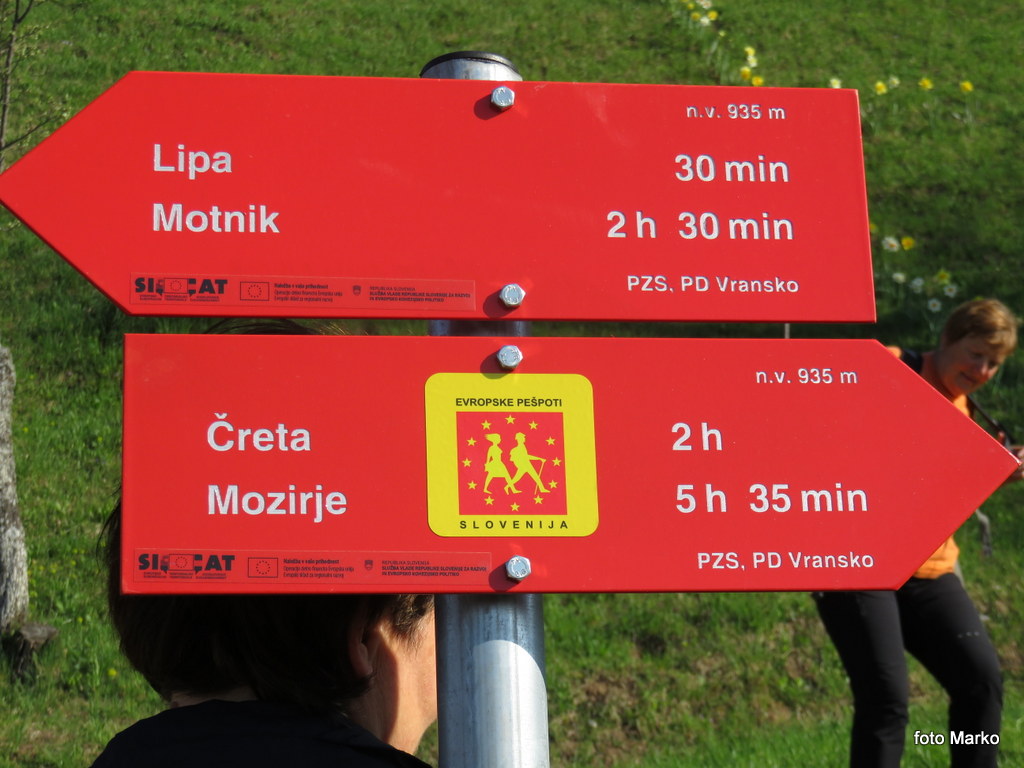 n.v. 935 m
Lipa 30 min
Motnik 2 h 30 min
PZS, PD Vransko
n.v. 935 m
EVROPSKE PEŠPOTI
Čreta 2 h
Mozirje 5 h 35 min
SLOVENIJA
PZS, PD Vransko
foto Marko